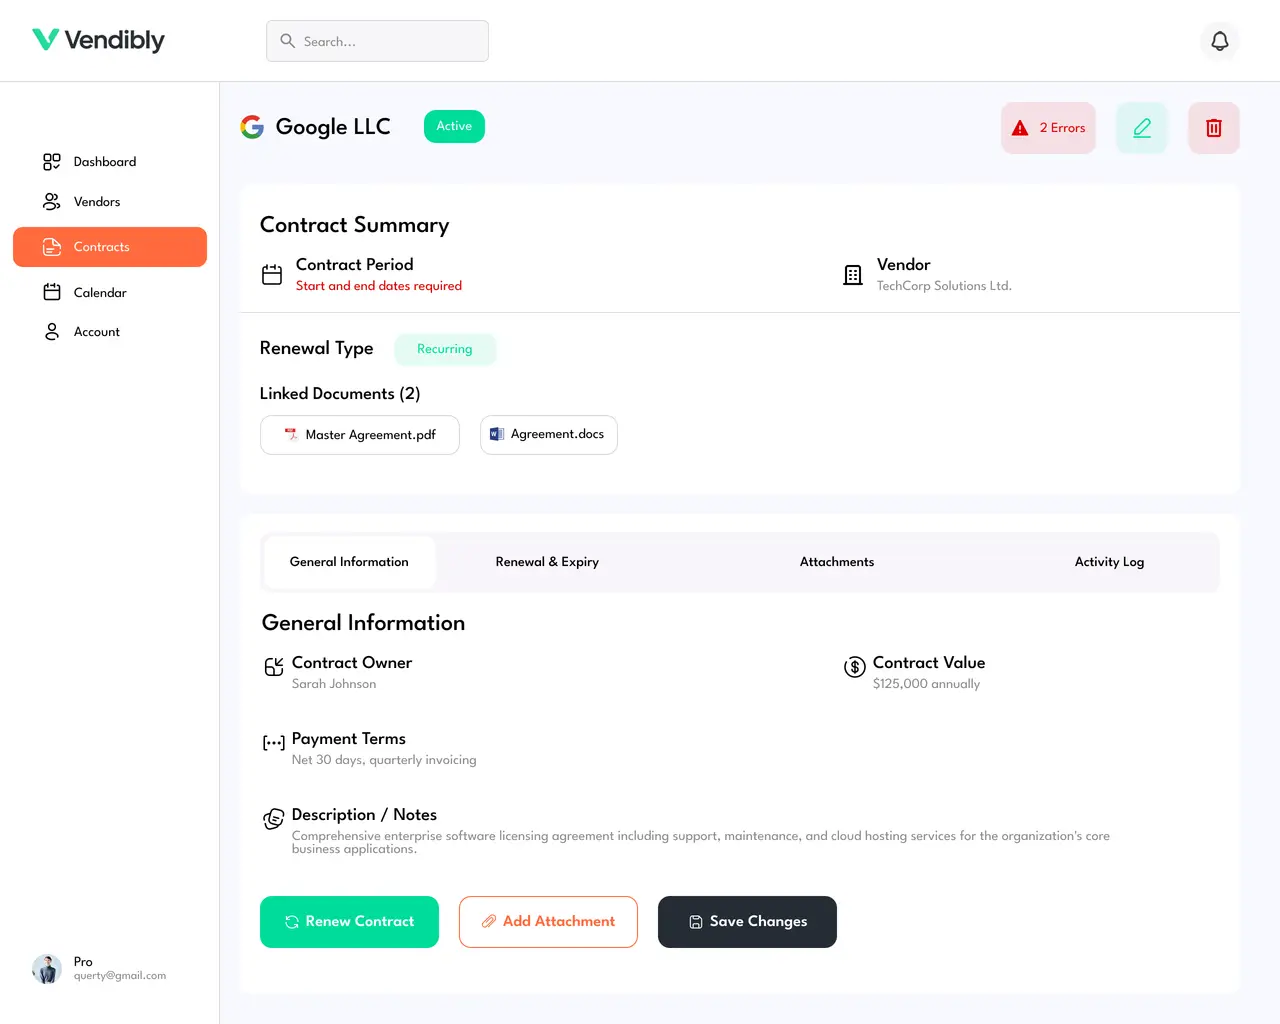 Vendibly
Search...
Dashboard
Vendors
Contracts
Calendar
Account
Pro
querty@gmail.com
Google LLC
Active
2 Errors
Contract Summary
Contract Period
Start and end dates required
Vendor
TechCorp Solutions Ltd.
Renewal Type
Recurring
Linked Documents (2)
Master Agreement.pdf
Agreement.docs
General Information
Renewal & Expiry
Attachments
Activity Log
General Information
Contract Owner
Sarah Johnson
Contract Value
$125,000 annually
Payment Terms
Net 30 days, quarterly invoicing
Description / Notes
Comprehensive enterprise software licensing agreement including support, maintenance, and cloud hosting services for the organization's core
business applications.
Renew Contract
Add Attachment
Save Changes